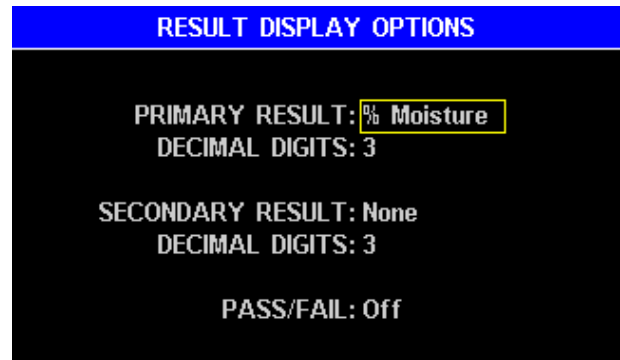 RESULT DISPLAY OPTIONS
PRIMARY RESULT: % Moisture
DECIMAL DIGITS: 3
SECONDARY RESULT: None
DECIMAL DIGITS: 3
PASS/FAIL: Off